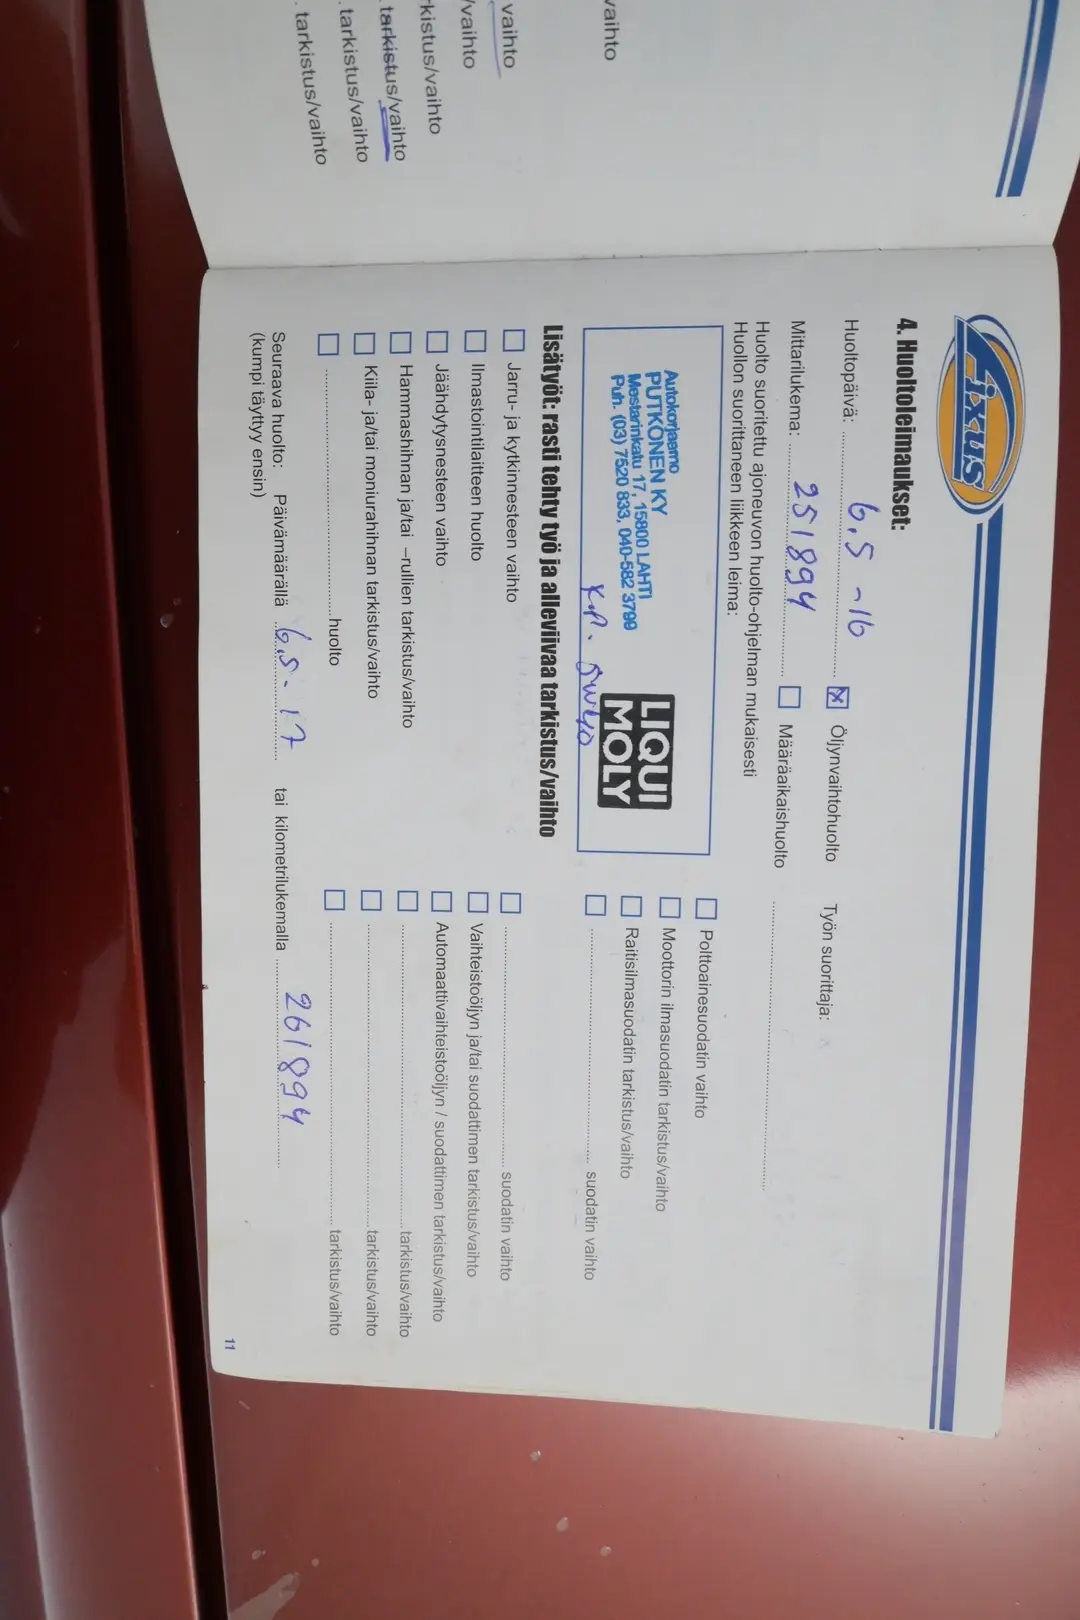 vaihto
vaihto
/vaihto
rkistus/vaihto
tarkistus/vaihto
tarkistus/vaihto
tarkistus/vaihto
Fixus
4. Huoltoleimaukset:
Huoltopäivä: 6.5 -16 ☒ Öljynvaihtohuolto Työn suorittaja:
Mittarilukema: 251894 ☐ Määräaikaishuolto
Huolto suoritettu ajoneuvon huolto-ohjelman mukaisesti
Huollon suorittaneen liikkeen leima:
Autokorjaamo
PUTKONEN KY
Mestarinkatu 17, 15800 LAHTI
Puh. (03) 7520 833, 040-582 3799
LIQUI
MOLY
5W40
☐ Polttoainesuodatin vaihto
☐ Moottorin ilmasuodatin tarkistus/vaihto
☐ Raitisilmasuodatin tarkistus/vaihto
☐ suodatin vaihto
Lisätyöt: rasti tehty työ ja alleviivaa tarkistus/vaihto
☐ Jarru- ja kytkinnesteen vaihto ☐ suodatin vaihto
☐ Ilmastointilaitteen huolto ☐ Vaihteistoöljyn ja/tai suodattimen tarkistus/vaihto
☐ Jäähdytysnesteen vaihto ☐ Automaattivaihteistoöljyn / suodattimen tarkistus/vaihto
☐ Hammashihnan ja/tai –rullien tarkistus/vaihto ☐ tarkistus/vaihto
☐ Kiila- ja/tai moniurahihnan tarkistus/vaihto ☐ tarkistus/vaihto
☐ huolto ☐ tarkistus/vaihto
Seuraava huolto: Päivämäärällä 6.5. 17 tai kilometrilukemalla 261894
(kumpi täyttyy ensin)
11